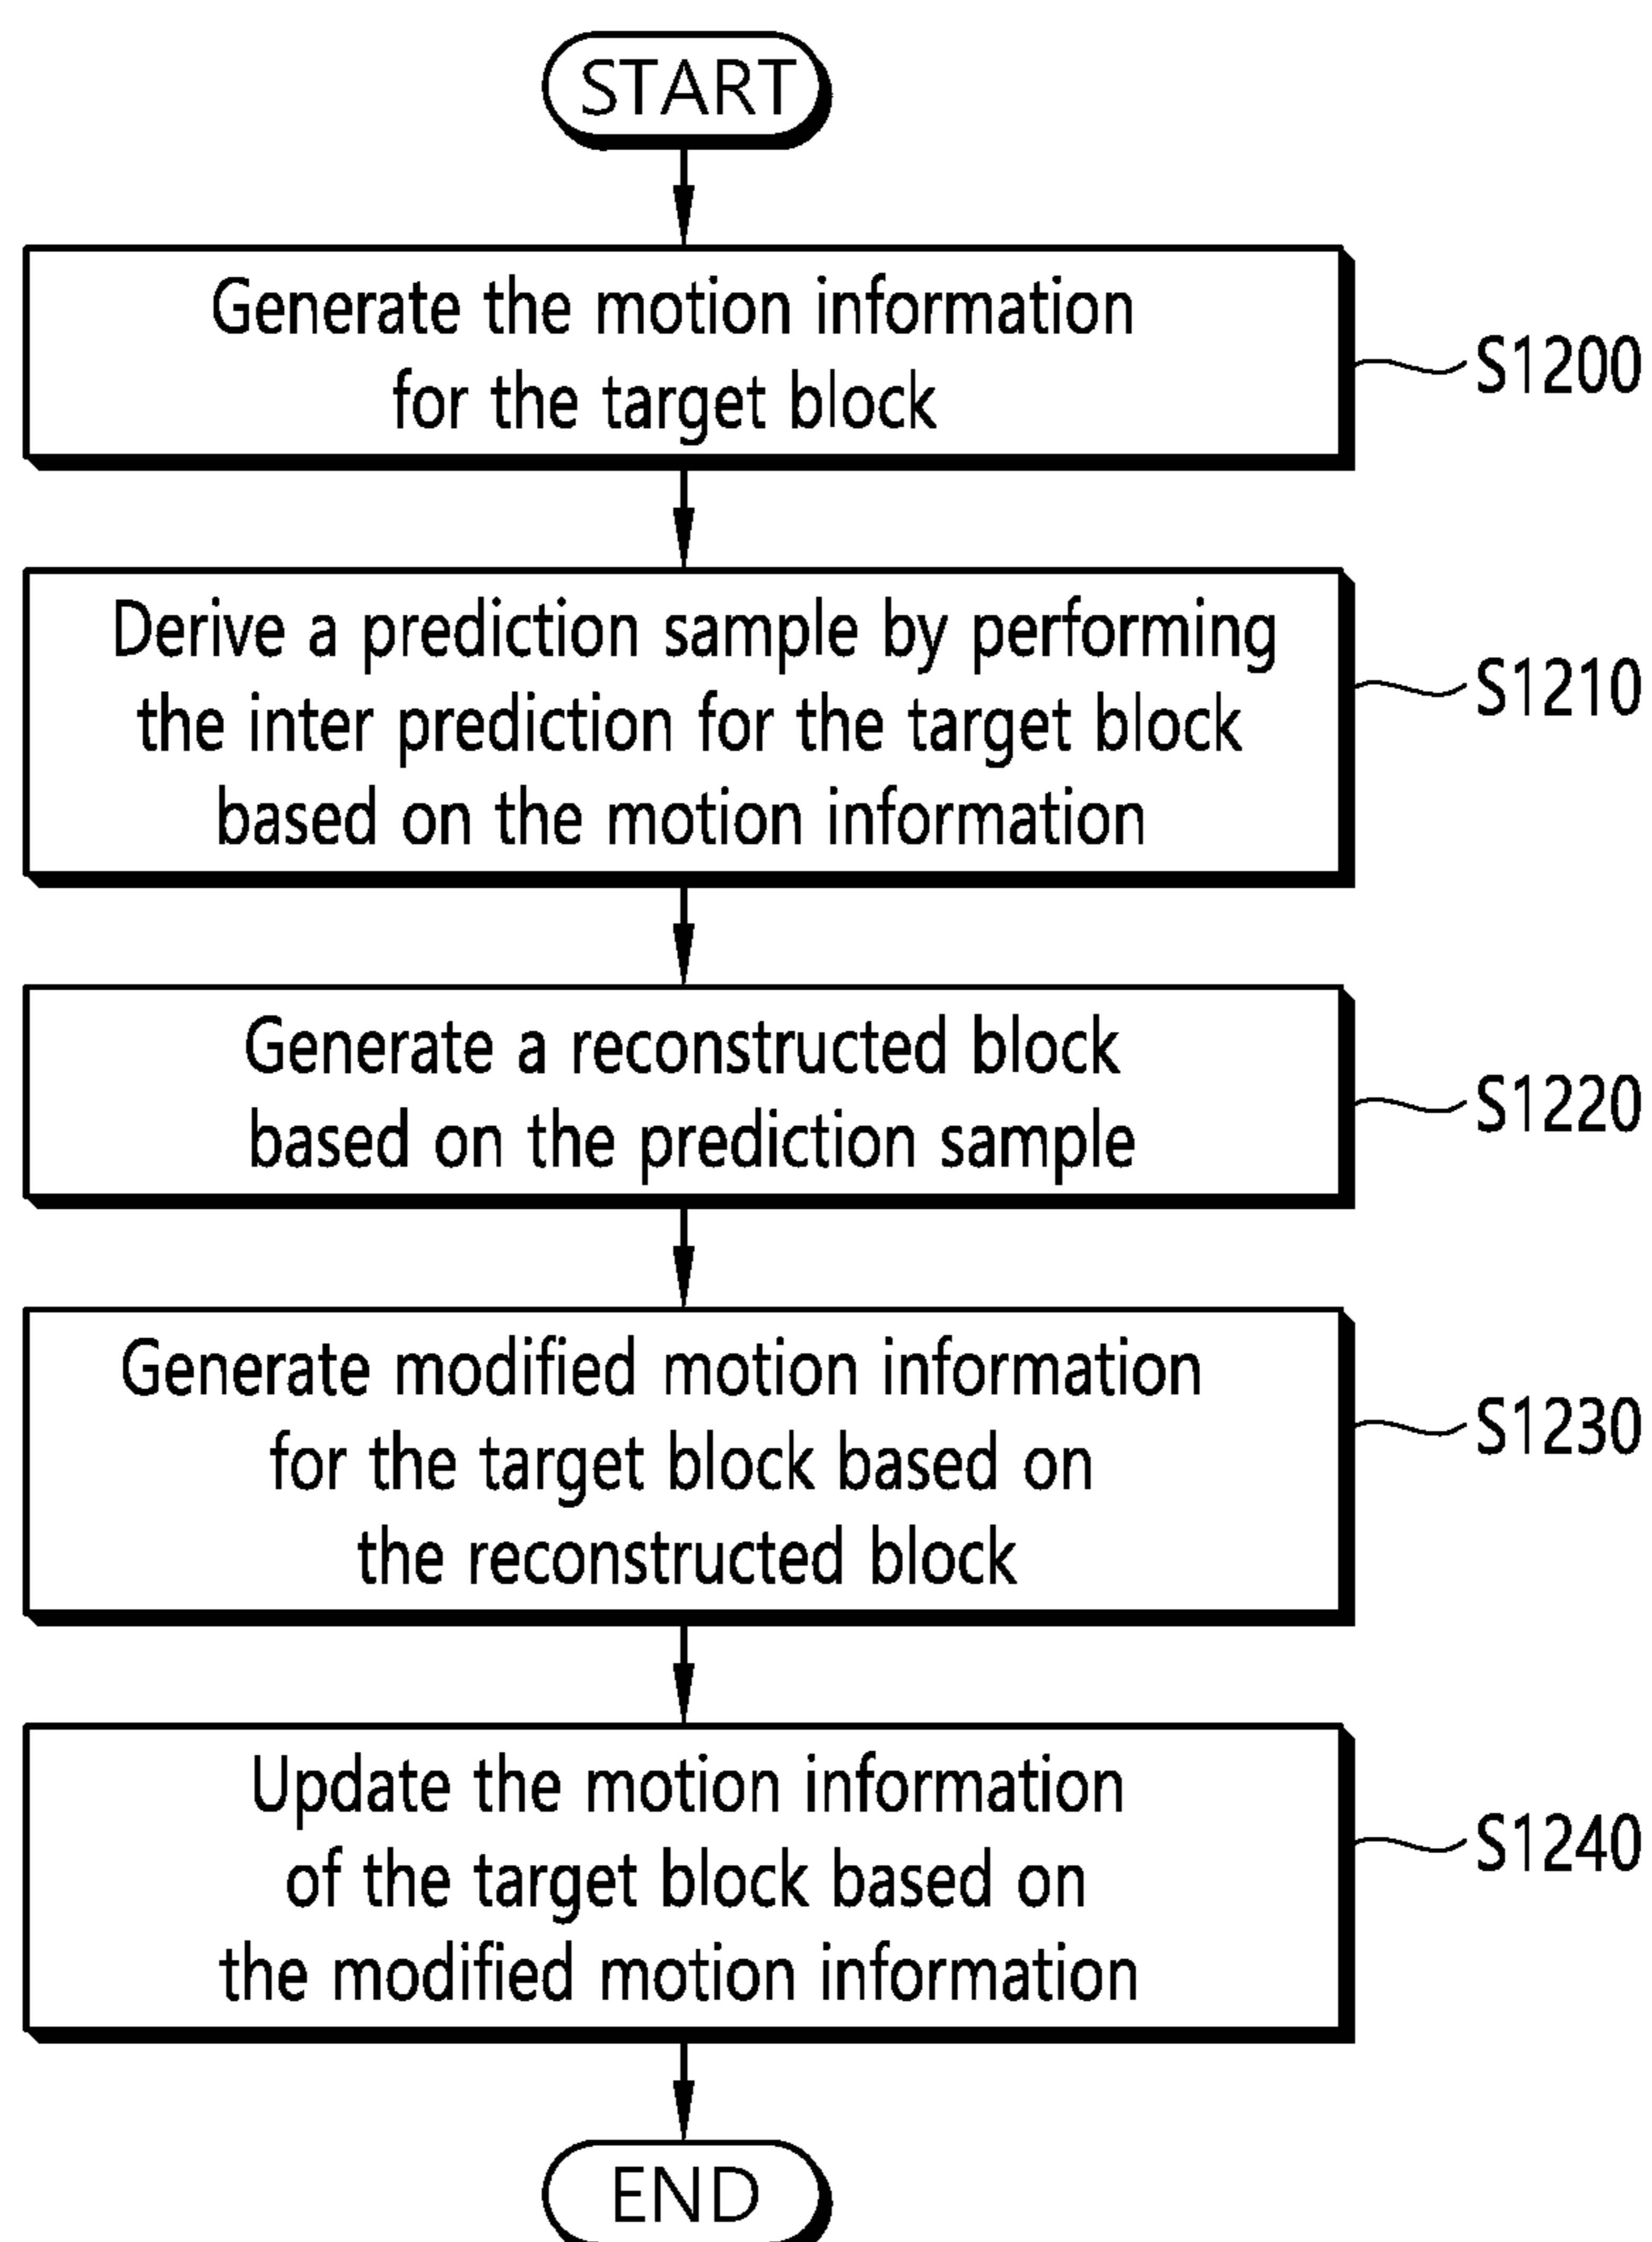 START
Generate the motion information
for the target block
S1200
Derive a prediction sample by performing
the inter prediction for the target block
based on the motion information
S1210
Generate a reconstructed block
based on the prediction sample
S1220
Generate modified motion information
for the target block based on
the reconstructed block
S1230
Update the motion information
of the target block based on
the modified motion information
S1240
END